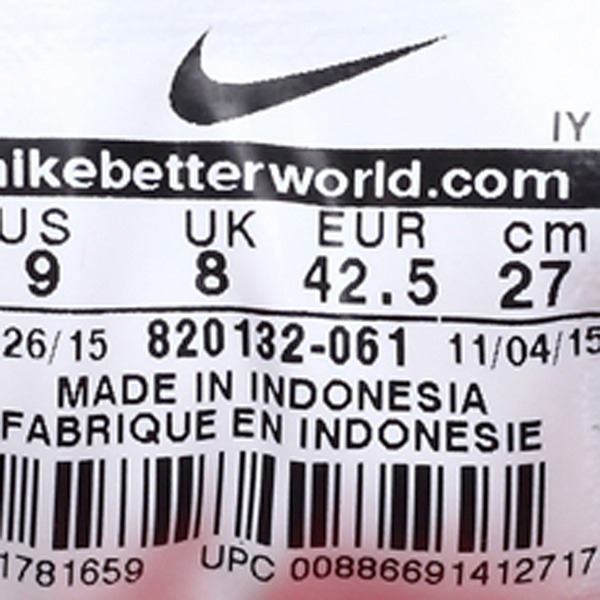 IY
nikebetterworld.com
US UK EUR cm
9 8 42.5 27
26/15 820132-061 11/04/15
MADE IN INDONESIA
FABRIQUE EN INDONESIE
1781659 UPC 00886691412717